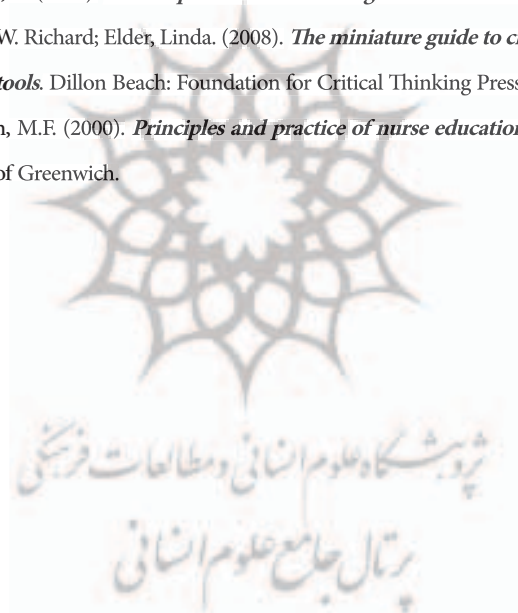 W. Richard; Elder, Linda. (2008). The miniature guide to
tools. Dillon Beach: Foundation for Critical Thinking Press
, M.F. (2000). Principles and practice of nurse education
of Greenwich.
پژوهشگاه علوم انسانی و مطالعات فرهنگی
پرتال جامع علوم انسانی